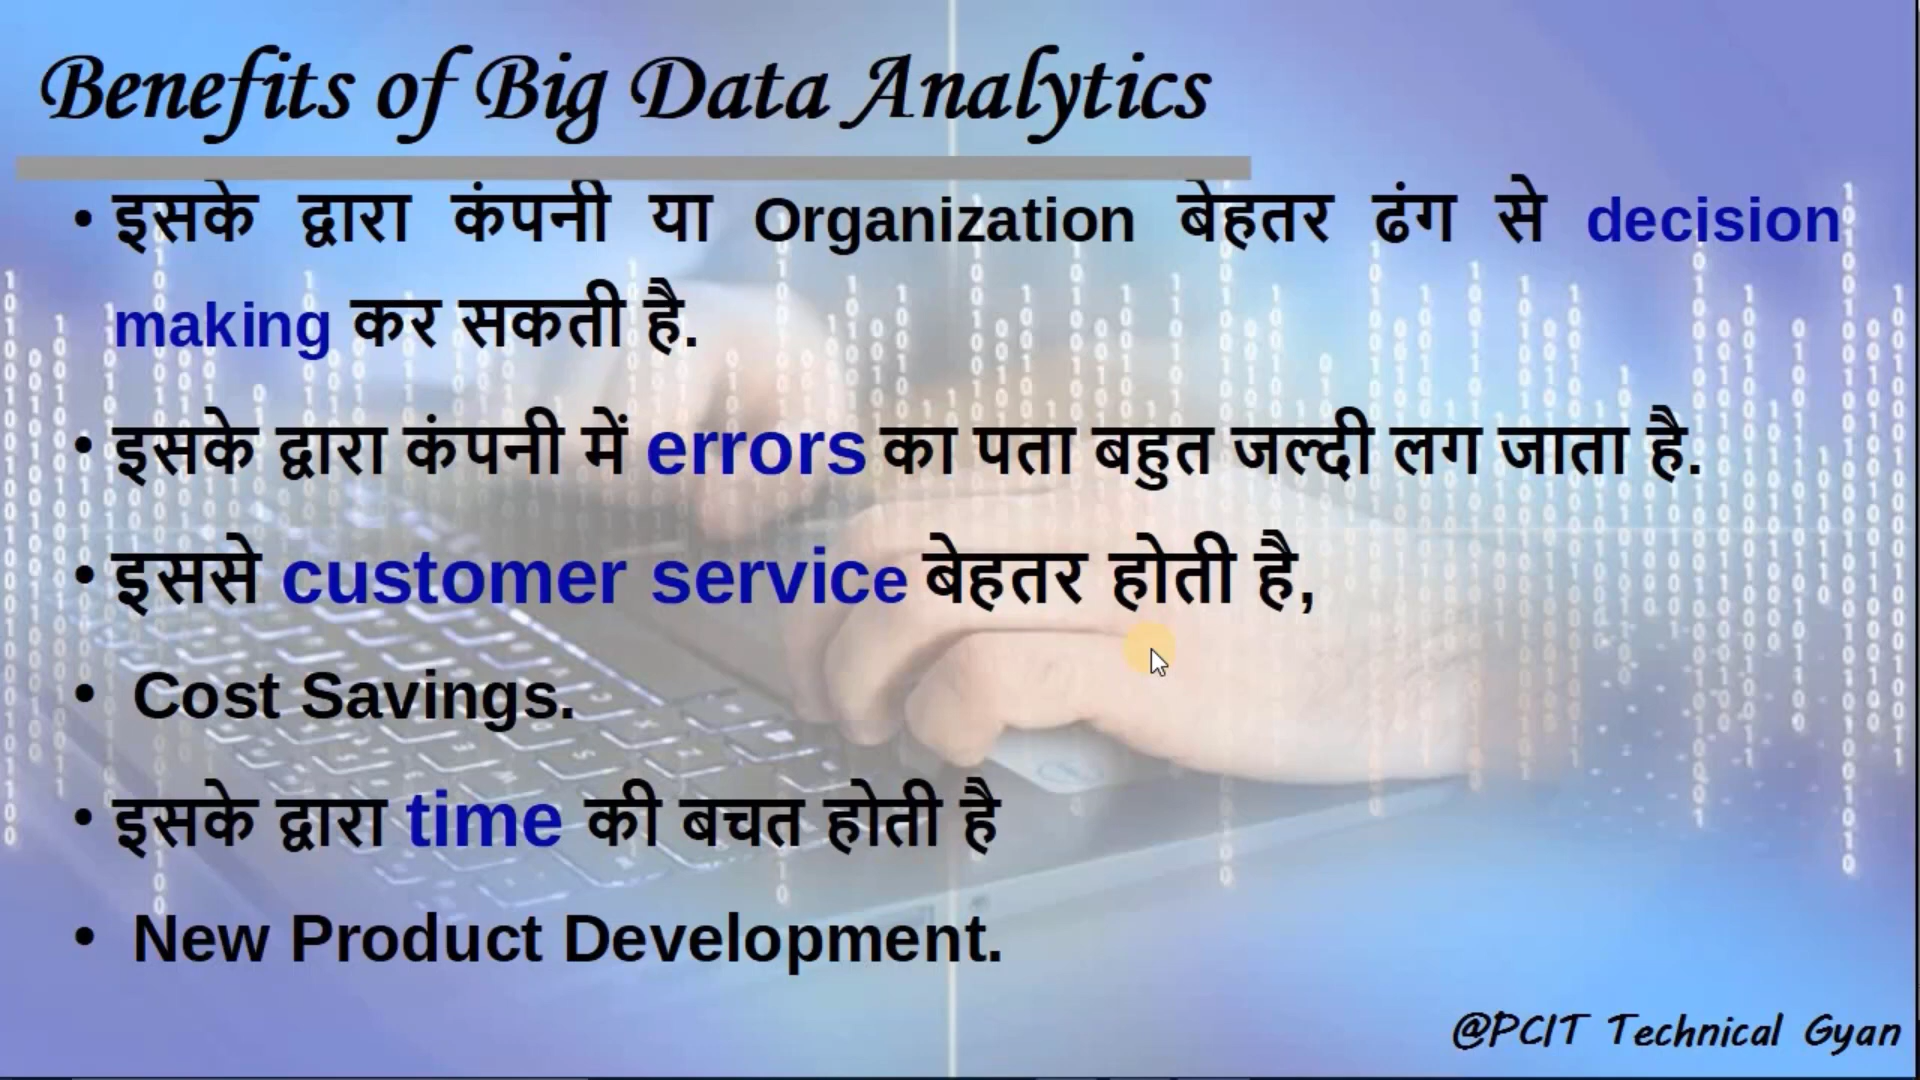 Benefits of Big Data Analytics
• इसके द्वारा कंपनी या Organization बेहतर ढंग से decision
making कर सकती है.
• इसके द्वारा कंपनी में errors का पता बहुत जल्दी लग जाता है.
• इससे customer service बेहतर होती है,
• Cost Savings.
• इसके द्वारा time की बचत होती है
• New Product Development.
@PCIT Technical Gyan